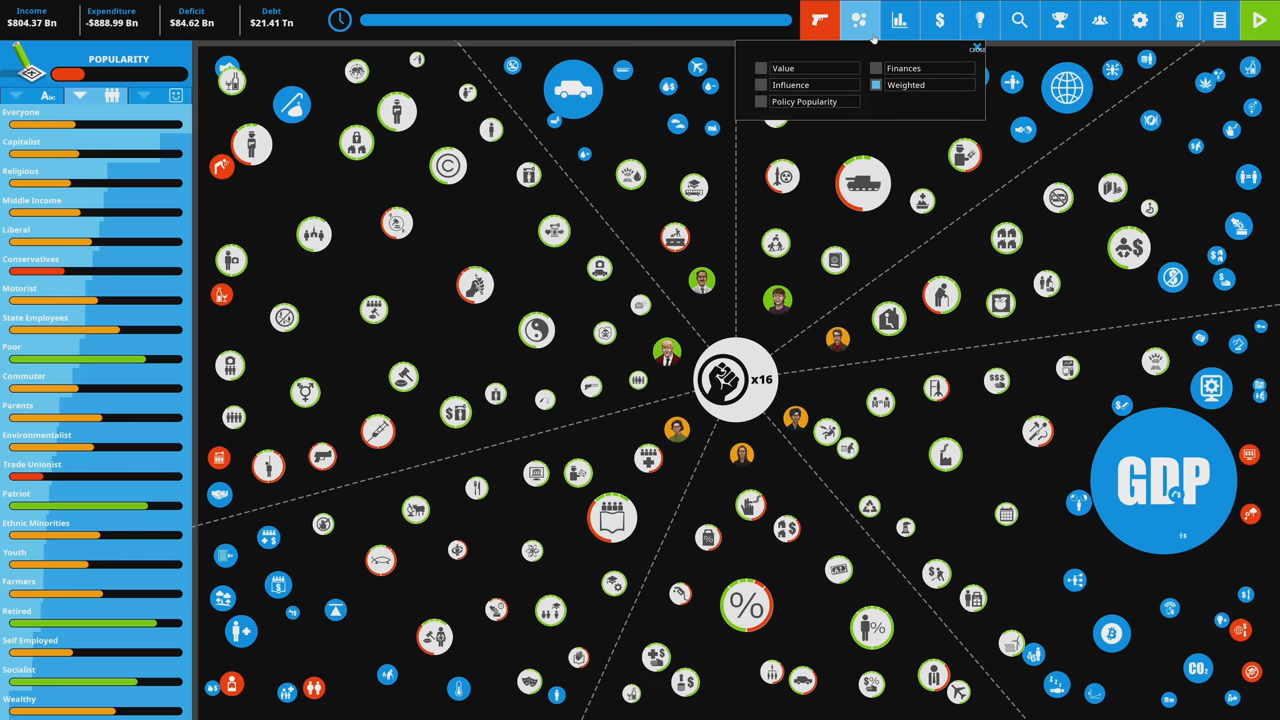 Income
$804.37 Bn
Expenditure
-$888.99 Bn
Deficit
$84.62 Bn
Debt
$21.41 Tn
CLOSE
Value
Finances
Influence
Weighted
Policy Popularity
POPULARITY
ABC
Everyone
Capitalist
Religious
Middle Income
Liberal
Conservatives
Motorist
State Employees
Poor
Commuter
Parents
Environmentalist
Trade Unionist
Patriot
Ethnic Minorities
Youth
Farmers
Retired
Self Employed
Socialist
Wealthy
x16
GDP
CO2